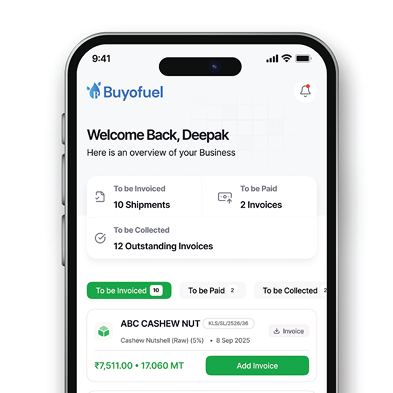 9:41
Buyofuel
Welcome Back, Deepak
Here is an overview of your Business
To be Invoiced
10 Shipments
To be Paid
2 Invoices
To be Collected
12 Outstanding Invoices
To be Invoiced 10 To be Paid 2 To be Collected 2
ABC CASHEW NUT KLS/SL/2526/36
Invoice
Cashew Nutshell (Raw) (5%) • 8 Sep 2025
₹7,511.00 • 17.060 MT
Add Invoice